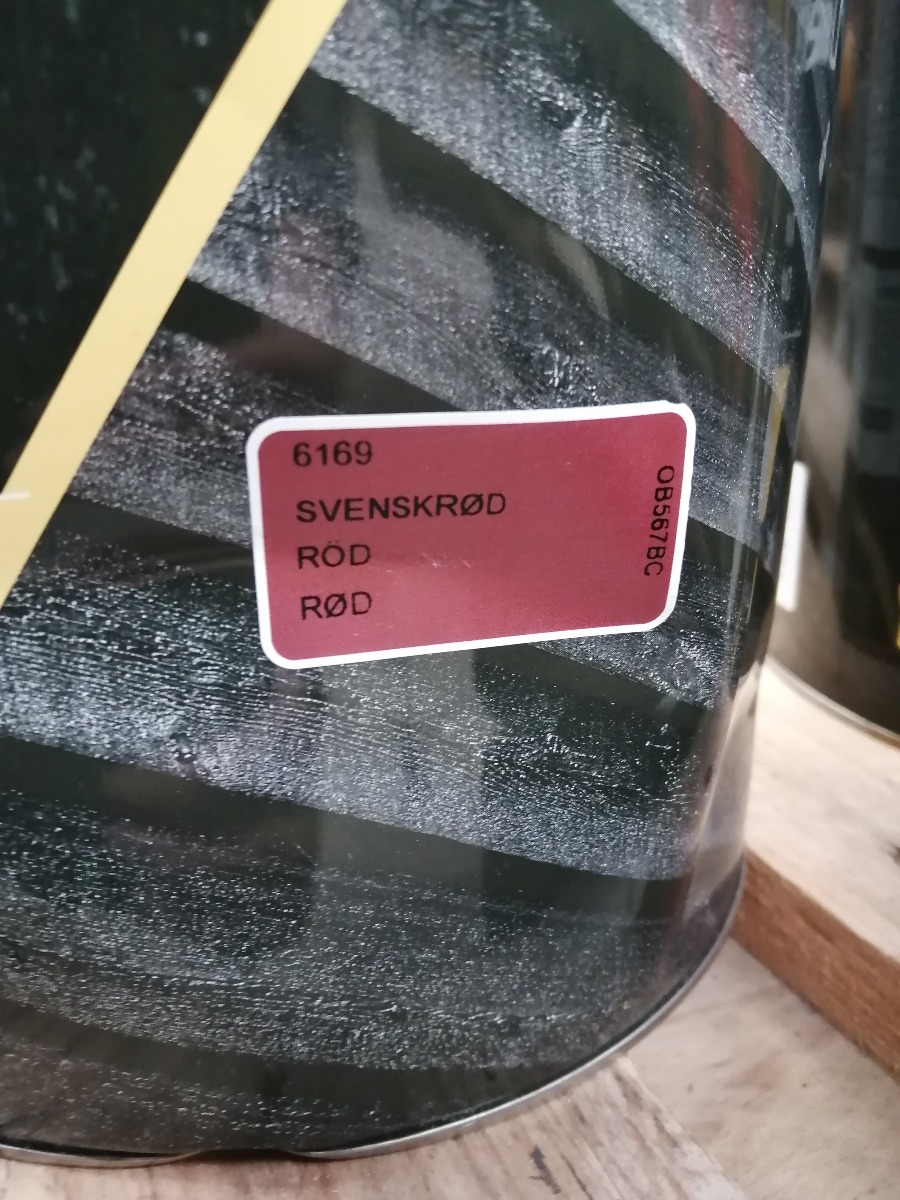 6169
SVENSKRØD
RÖD
RØD
OB567BC